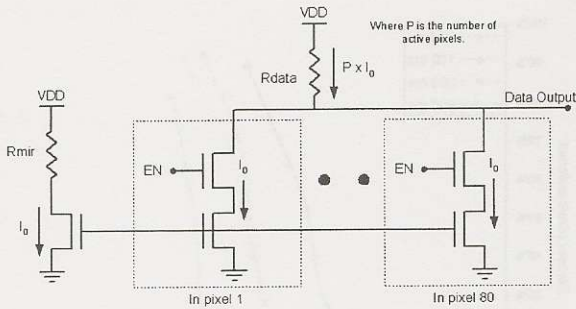 VDD
Where P is the number of
active pixels.
Rdata
P x I₀
VDD
Data Output
Rmir
EN
I₀
EN
I₀
I₀
In pixel 1
In pixel 80